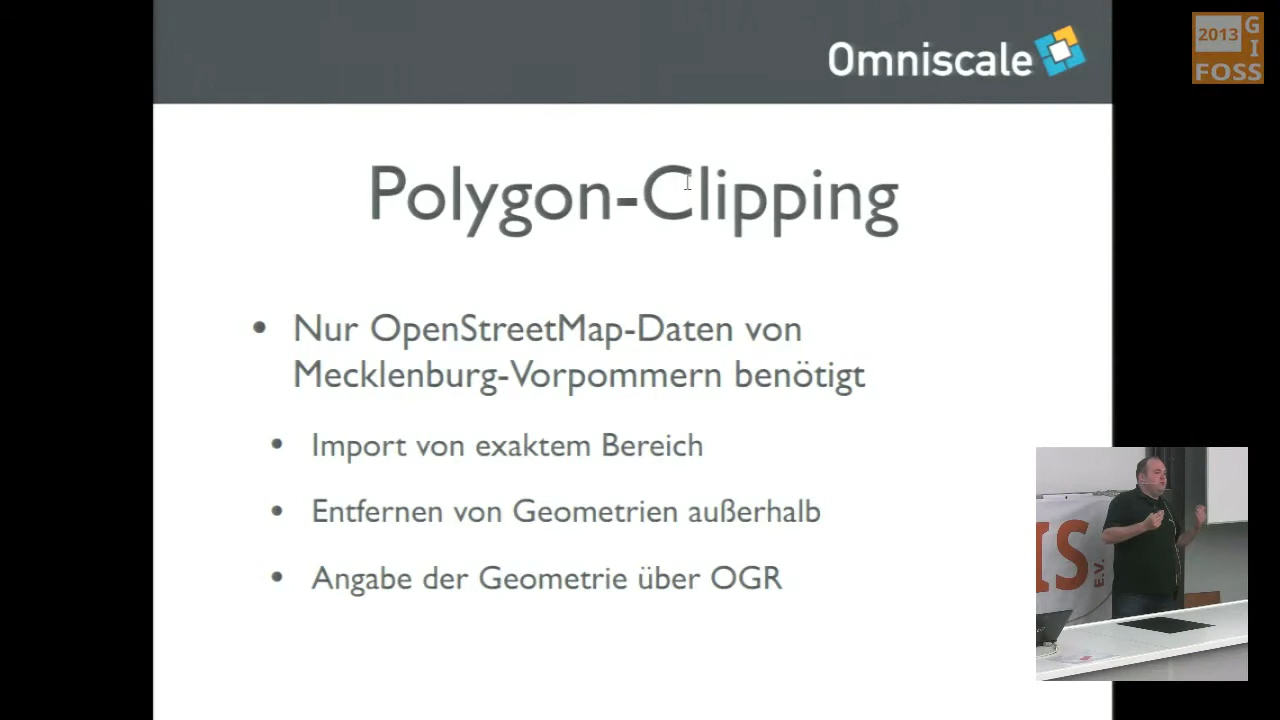 Omniscale
2013
GI
FOSS
Polygon-Clipping
• Nur OpenStreetMap-Daten von
Mecklenburg-Vorpommern benötigt
• Import von exaktem Bereich
• Entfernen von Geometrien außerhalb
• Angabe der Geometrie über OGR
IS
E.V.